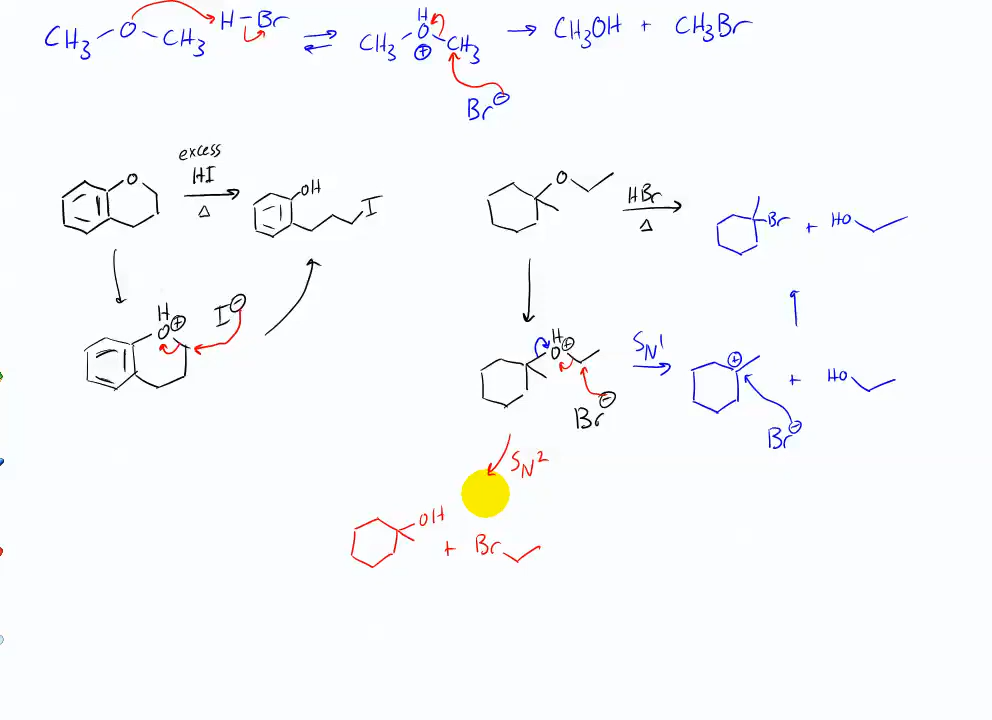 CH3-O-CH3 H-Br ⇌ CH3-O(H)⊕-CH3 → CH3OH + CH3Br
Br⊖
excess
HI
Δ
O
OH
I
O
HBr
Δ
Br + HO
H
O⊕
I⊖
H
O⊕
Br⊖
SN1
⊕
+ HO
Br⊖
SN2
OH
+ Br